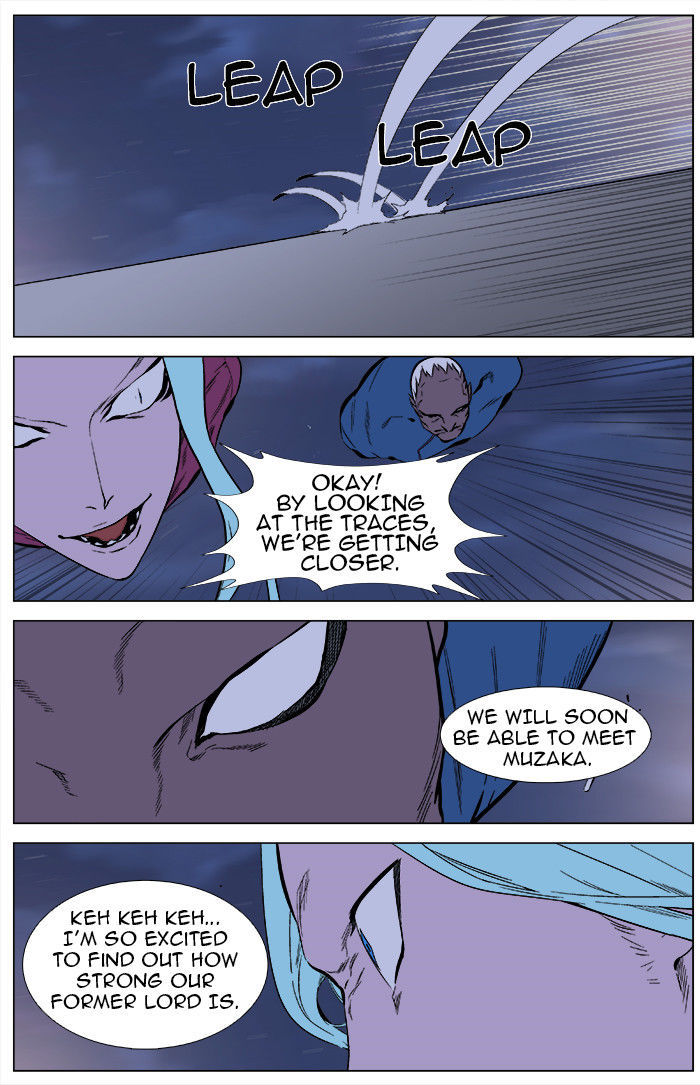 LEAP
LEAP
OKAY!
BY LOOKING
AT THE TRACES,
WE'RE GETTING
CLOSER.
WE WILL SOON
BE ABLE TO MEET
MUZAKA.
KEH KEH KEH...
I'M SO EXCITED
TO FIND OUT HOW
STRONG OUR
FORMER LORD IS.